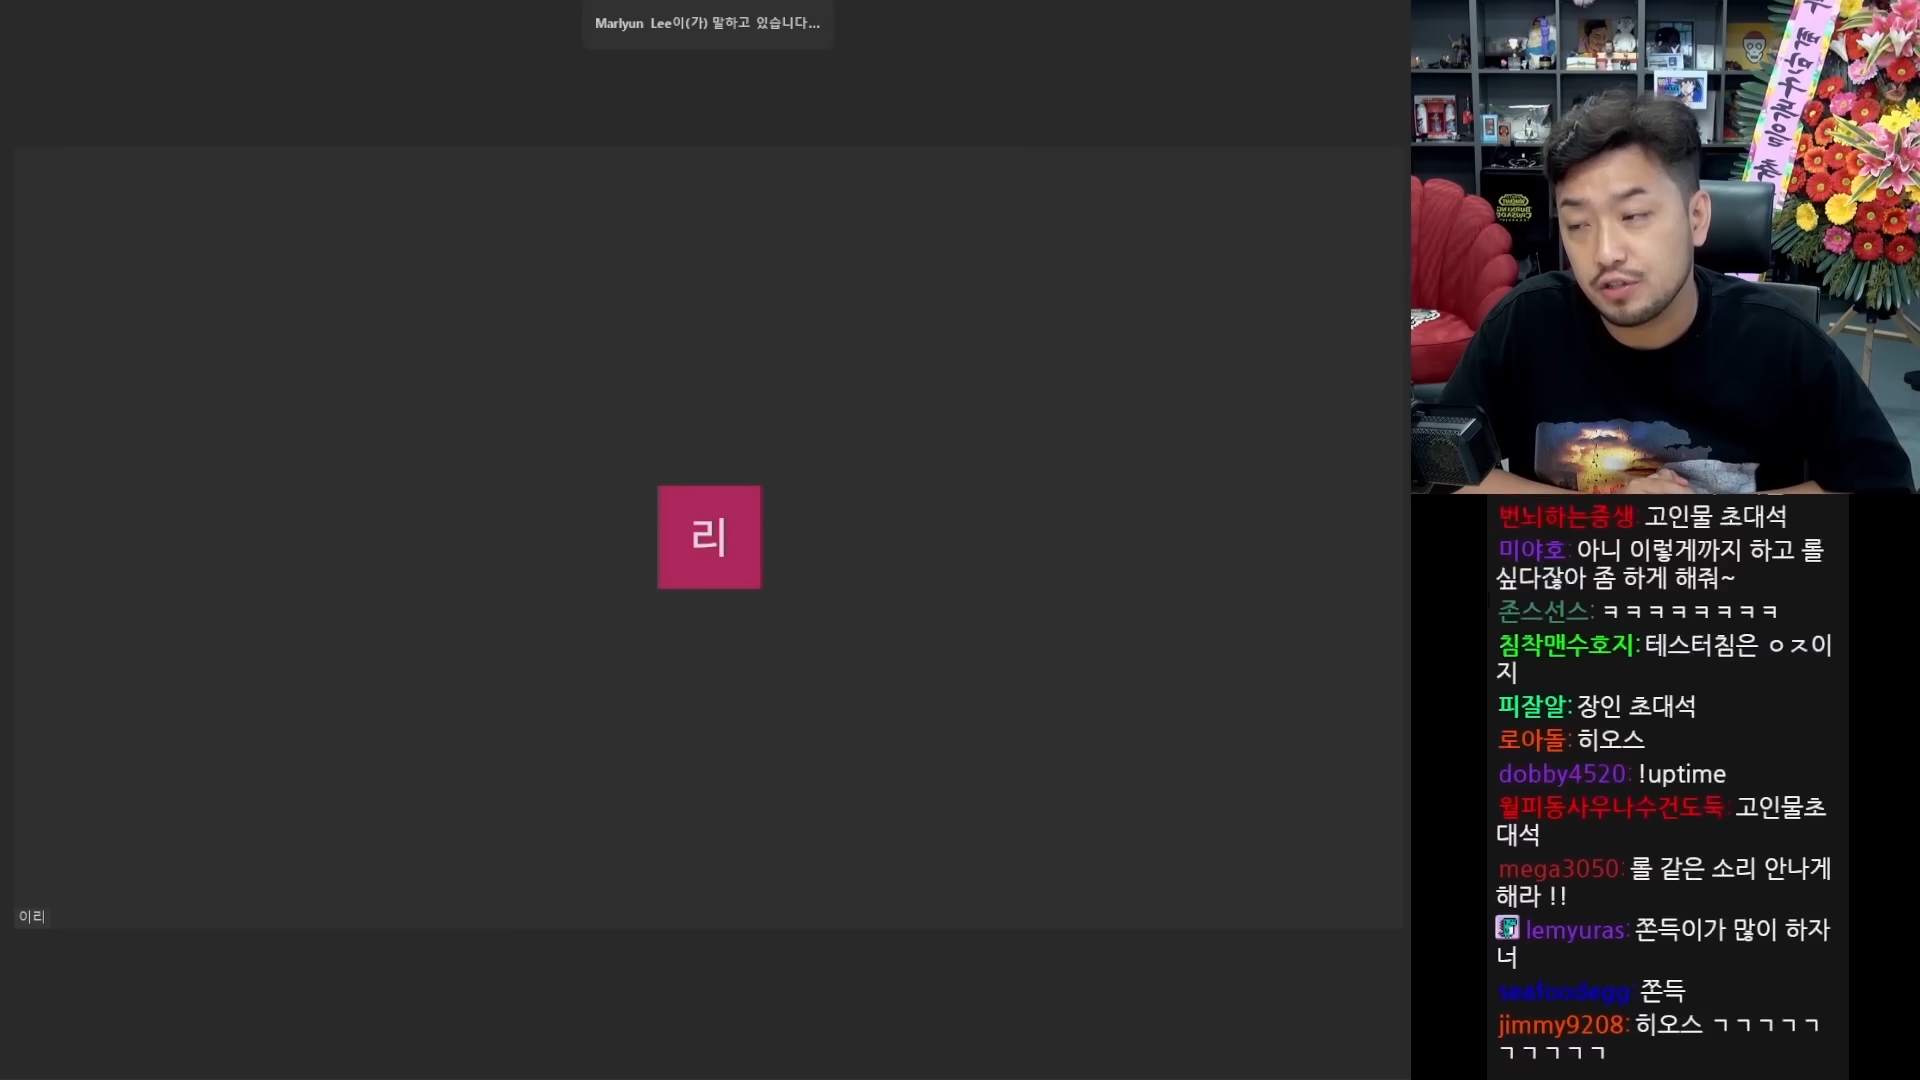 Marlyun Lee이(가) 말하고 있습니다...
리
이리
번뇌하는중생: 고인물 초대석
미야호: 아니 이렇게까지 하고 롤
싶다잖아 좀 하게 해줘~
존스선스: ㅋㅋㅋㅋㅋㅋㅋㅋ
침착맨수호지: 테스터침은 ㅇㅈ이
지
피잘알: 장인 초대석
로아돌: 히오스
dobby4520: !uptime
월피동사우나수건도둑: 고인물초
대석
mega3050: 롤 같은 소리 안나게
해라 !!
lemyuras: 쫀득이가 많이 하자
너
seafoodegg: 쫀득
jimmy9208: 히오스 ㄱㄱㄱㄱㄱ
ㄱㄱㄱㄱㄱ